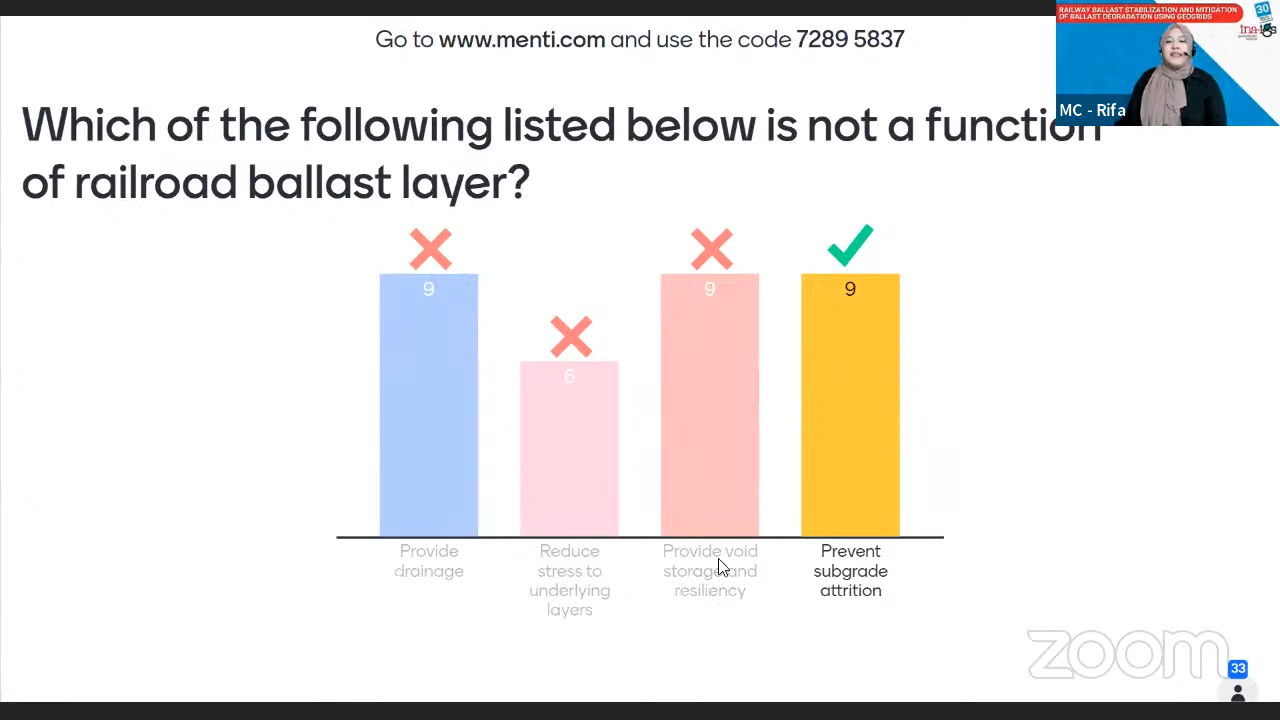 Go to www.menti.com and use the code 7289 5837
RAILWAY BALLAST STABILIZATION AND MITIGATION
OF BALLAST DEGRADATION USING GEOGRIDS
30
MC - Rifa
Which of the following listed below is not a function
of railroad ballast layer?
9
6
9
9
Provide
drainage
Reduce
stress to
underlying
layers
Provide void
storage and
resiliency
Prevent
subgrade
attrition
zoom
33